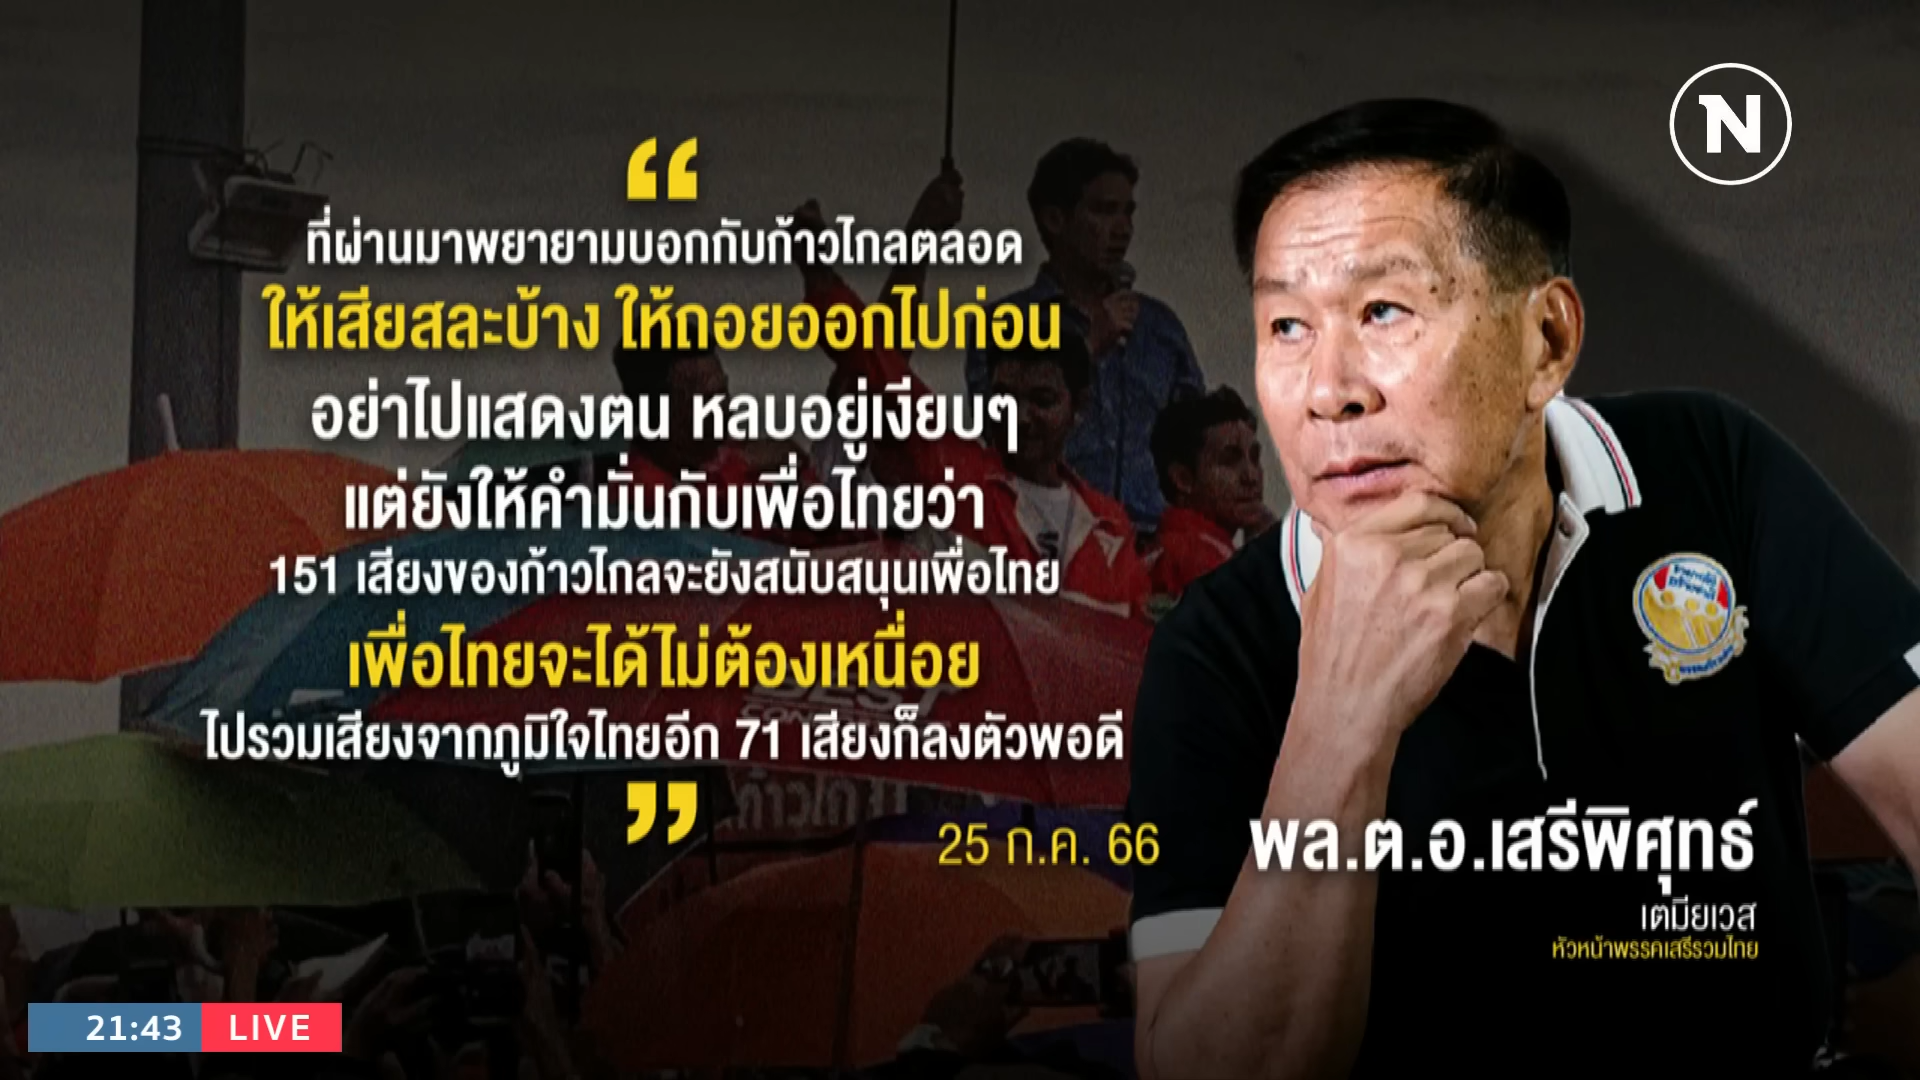 N
“
ที่ผ่านมาพยายามบอกกับก้าวไกลตลอด
ให้เสียสละบ้าง ให้ถอยออกไปก่อน
อย่าไปแสดงตน หลบอยู่เงียบๆ
แต่ยังให้คำมั่นกับเพื่อไทยว่า
151 เสียงของก้าวไกลจะยังสนับสนุนเพื่อไทย
เพื่อไทยจะได้ไม่ต้องเหนื่อย
ไปรวมเสียงจากภูมิใจไทยอีก 71 เสียงก็ลงตัวพอดี
”
25 ก.ค. 66
พล.ต.อ.เสรีพิศุทธ์
เตมียเวส
หัวหน้าพรรคเสรีรวมไทย
21:43 LIVE